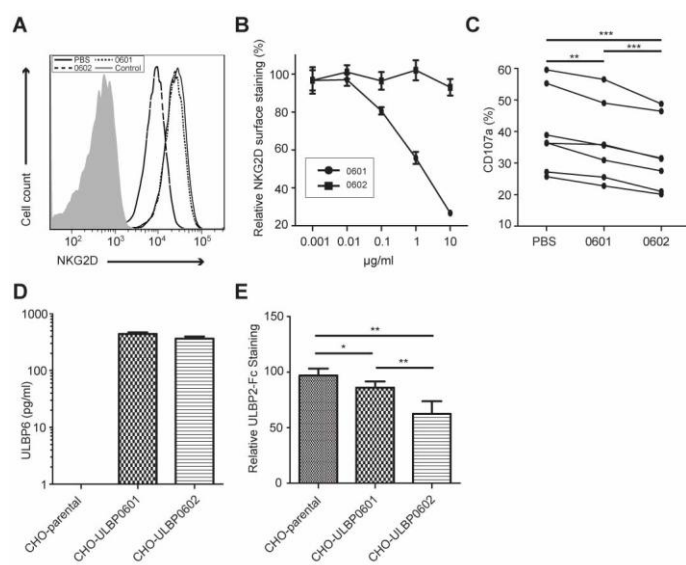 A
PBS 0601
0602 Control
Cell count
10² 10³ 10⁴ 10⁵
NKG2D
B
Relative NKG2D surface staining (%)
100
80
60
40
20
0601
0602
0.001 0.01 0.1 1 10
µg/ml
C
***
** ***
CD107a (%)
60
50
40
30
20
10
PBS 0601 0602
D
ULBP6 (pg/ml)
1000
100
10
1
CHO-parental
CHO-ULBP0601
CHO-ULBP0602
E
Relative ULBP2-Fc Staining
150
100
50
0
**
* **
CHO-parental
CHO-ULBP0601
CHO-ULBP0602